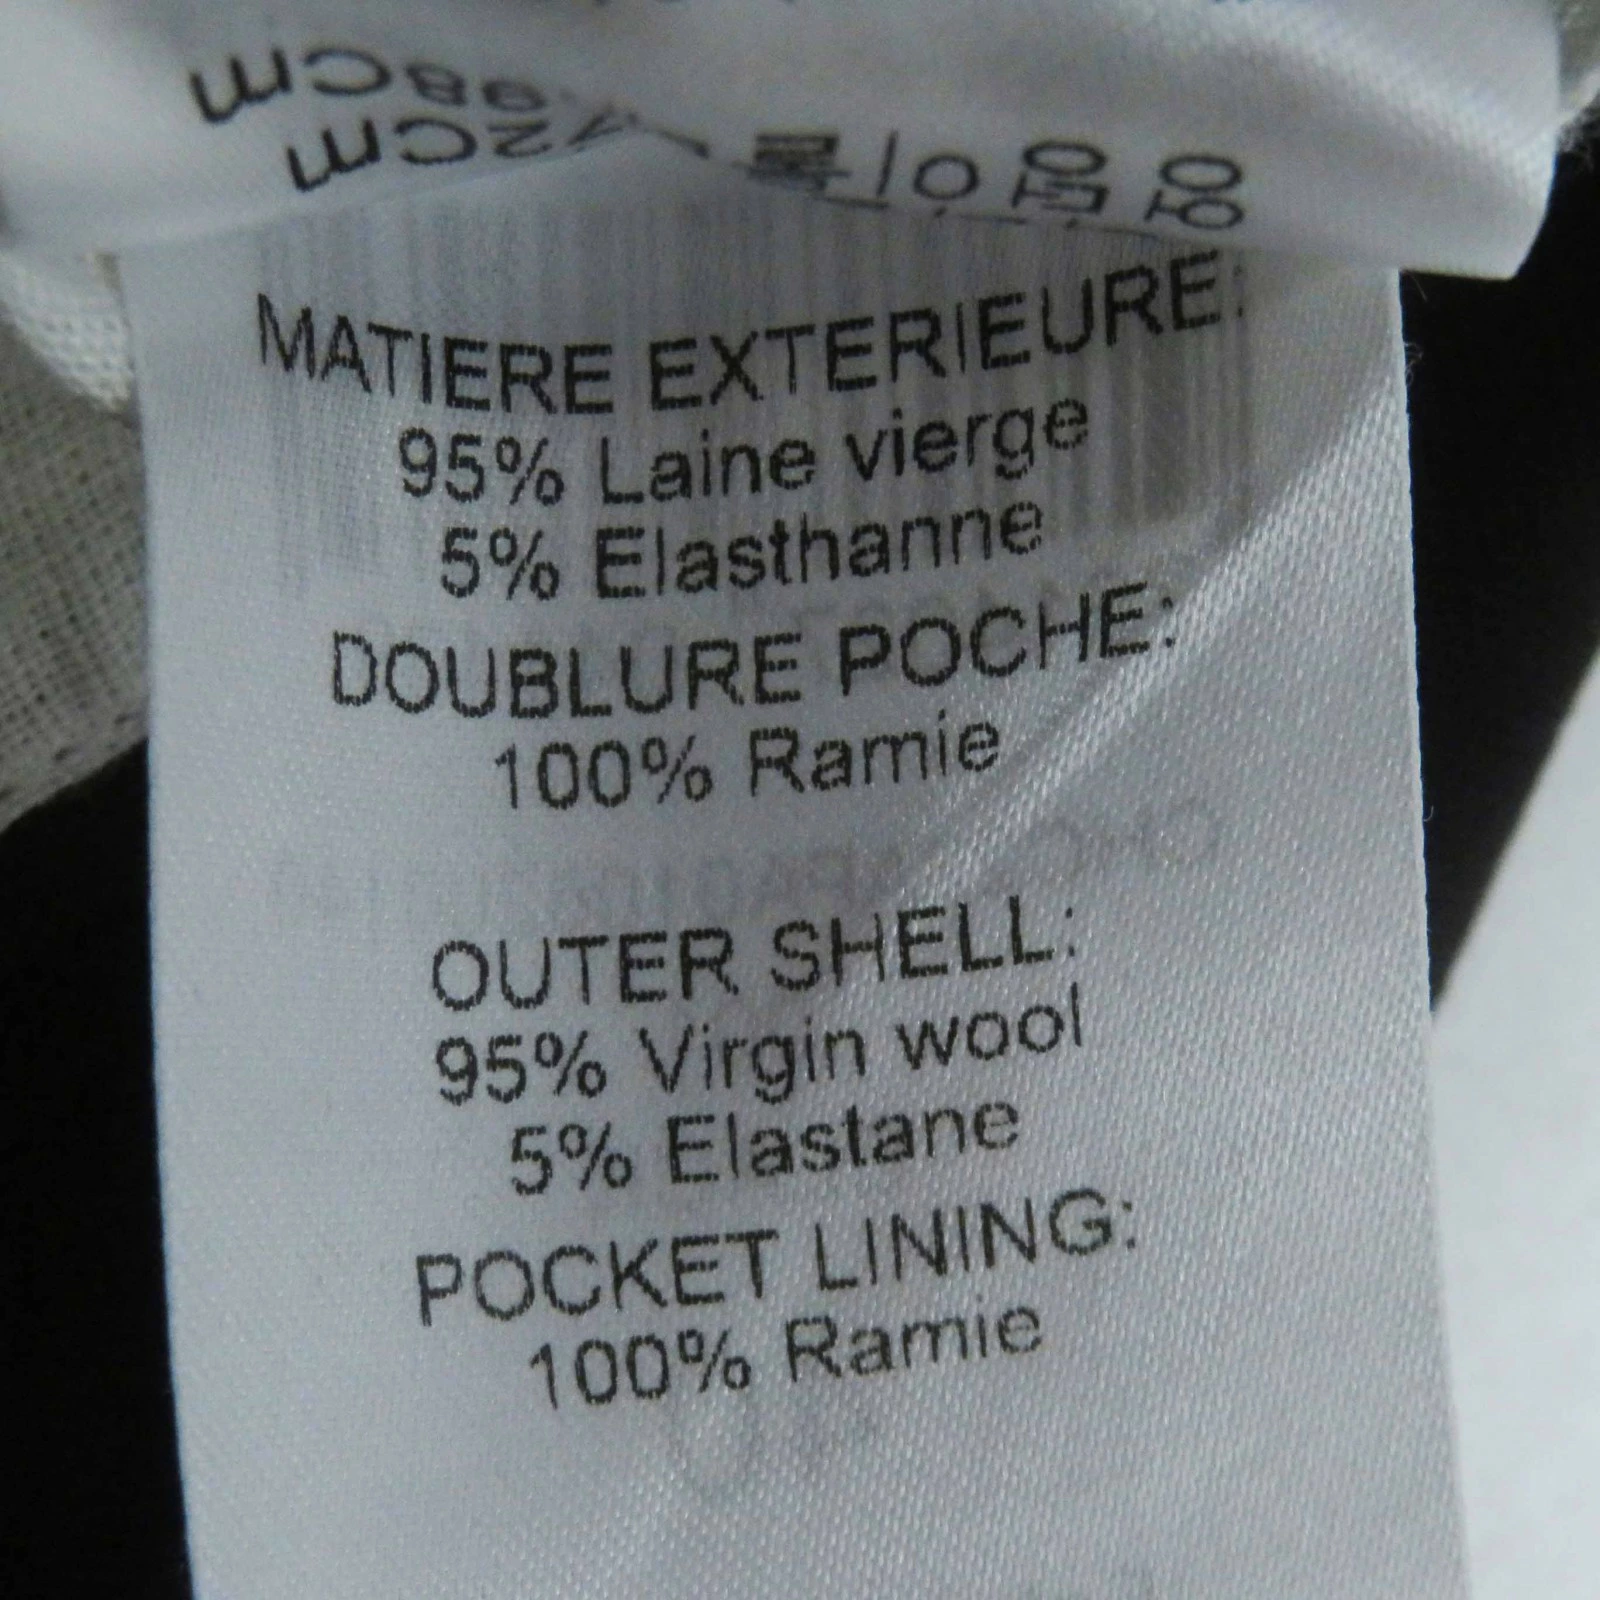 MATIERE EXTERIEURE:
95% Laine vierge
5% Elasthanne
DOUBLURE POCHE:
100% Ramie
OUTER SHELL:
95% Virgin wool
5% Elastane
POCKET LINING:
100% Ramie